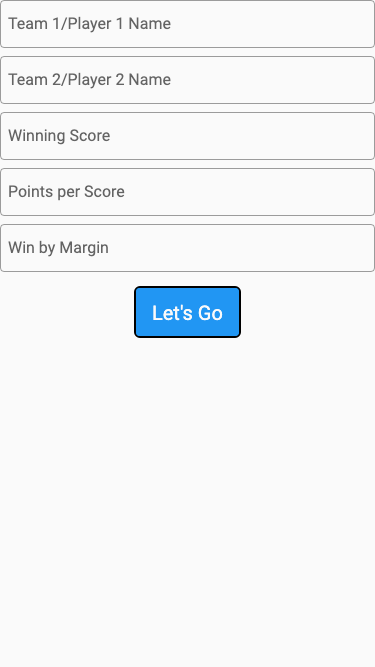 Team 1/Player 1 Name
Team 2/Player 2 Name
Winning Score
Points per Score
Win by Margin
Let's Go